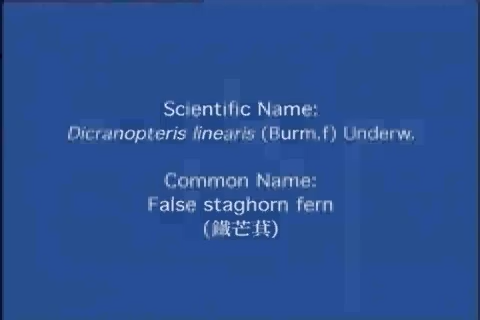 Scientific Name:
Dicranopteris linearis (Burm.f) Underw.
Common Name:
False staghorn fern
(鐵芒萁)